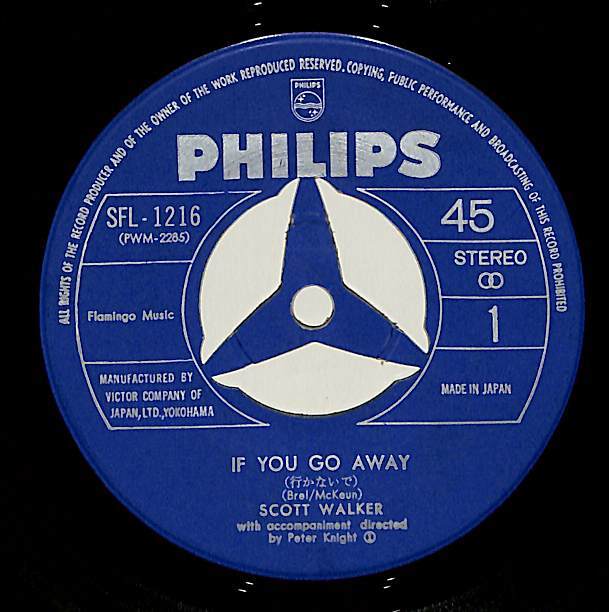 ALL RIGHTS OF THE RECORD PRODUCER AND OF THE OWNER OF THE WORK REPRODUCED RESERVED. COPYING, PUBLIC PERFORMANCE AND BROADCASTING OF THIS RECORD PROHIBITED
PHILIPS
PHILIPS
SFL-1216
(PWM-2285)
45
STEREO
Flamingo Music
1
MANUFACTURED BY
VICTOR COMPANY OF
JAPAN, LTD., YOKOHAMA
MADE IN JAPAN
IF YOU GO AWAY
(行かないで)
(Brel/McKeun)
SCOTT WALKER
with accompaniment directed
by Peter Knight ①